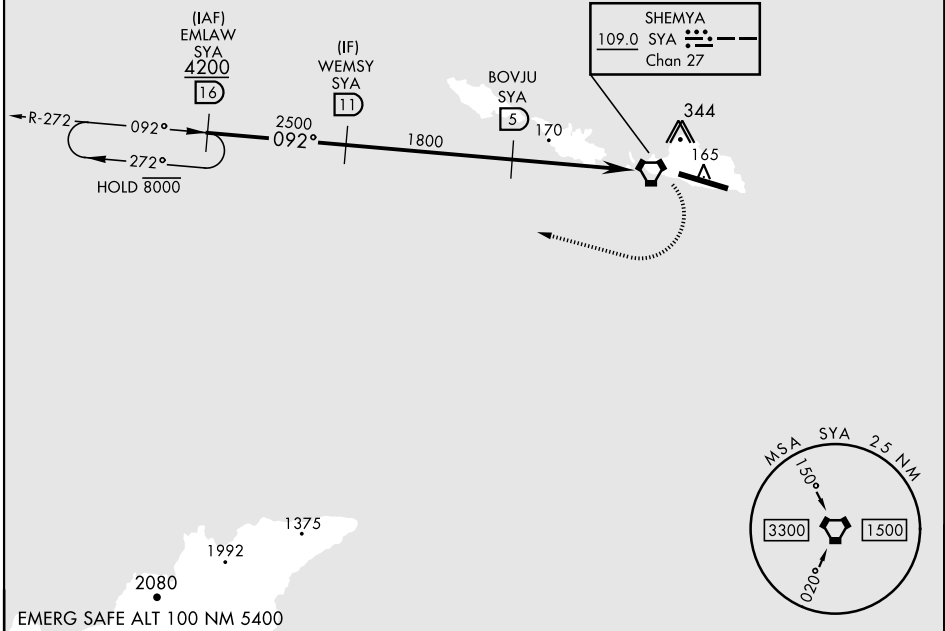 (IAF)
EMLAW
SYA
4200
16
(IF)
WEMSY
SYA
11
BOVJU
SYA
5
SHEMYA
109.0 SYA
Chan 27
R-272
092°
272°
HOLD 8000
2500
092°
1800
170
344
165
MSA SYA 25 NM
150°
3300
1500
020°
1375
1992
2080
EMERG SAFE ALT 100 NM 5400